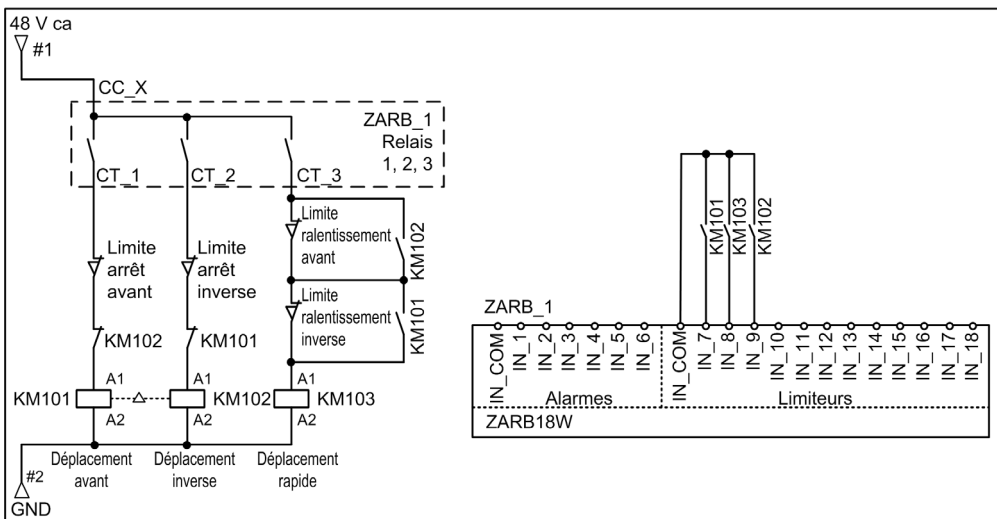 48 V ca
#1
CC_X
ZARB_1
Relais
1, 2, 3
CT_1
CT_2
CT_3
Limite
arrêt
avant
Limite
arrêt
inverse
Limite
ralentissement
avant
KM102
Limite
ralentissement
inverse
KM101
KM102
KM101
A1
A1
A1
KM101
KM102
KM103
A2
A2
A2
Déplacement
avant
Déplacement
inverse
Déplacement
rapide
#2
GND
KM101
KM103
KM102
ZARB_1
IN_COM
IN_1
IN_2
IN_3
IN_4
IN_5
IN_6
IN_COM
IN_7
IN_8
IN_9
IN_10
IN_11
IN_12
IN_13
IN_14
IN_15
IN_16
IN_17
IN_18
Alarmes
Limiteurs
ZARB18W